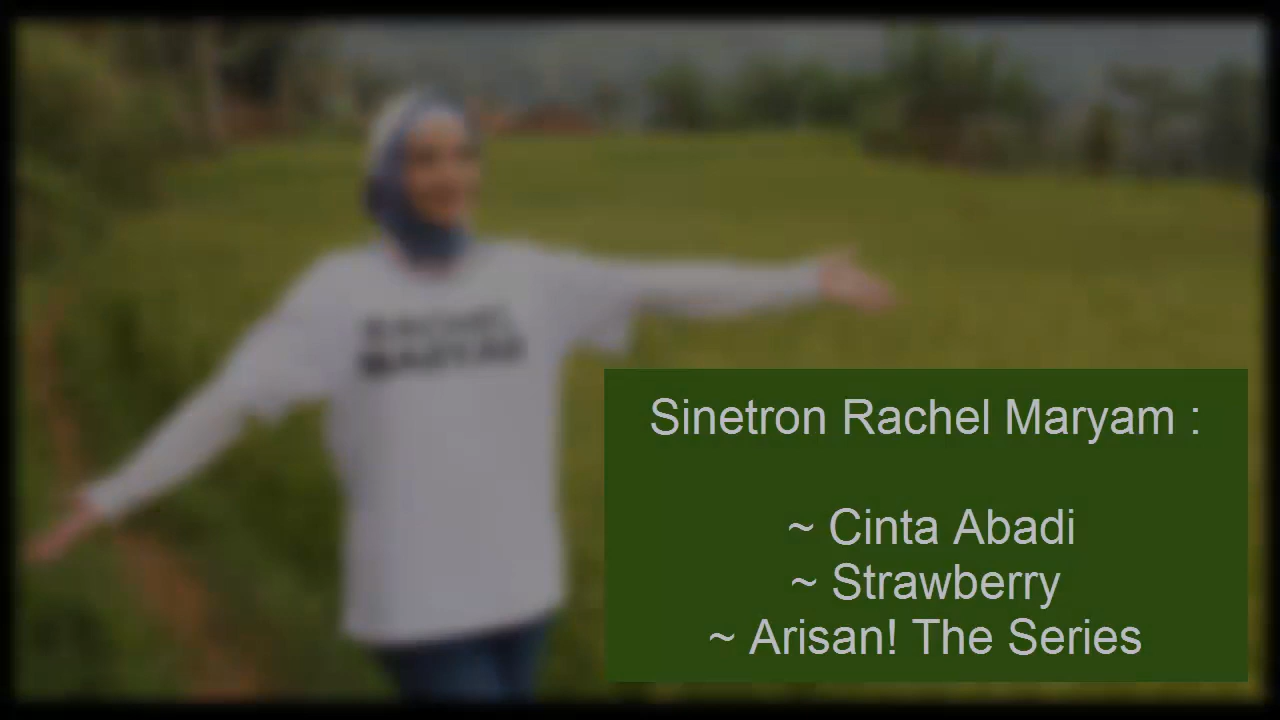 Sinetron Rachel Maryam :
~ Cinta Abadi
~ Strawberry
~ Arisan! The Series